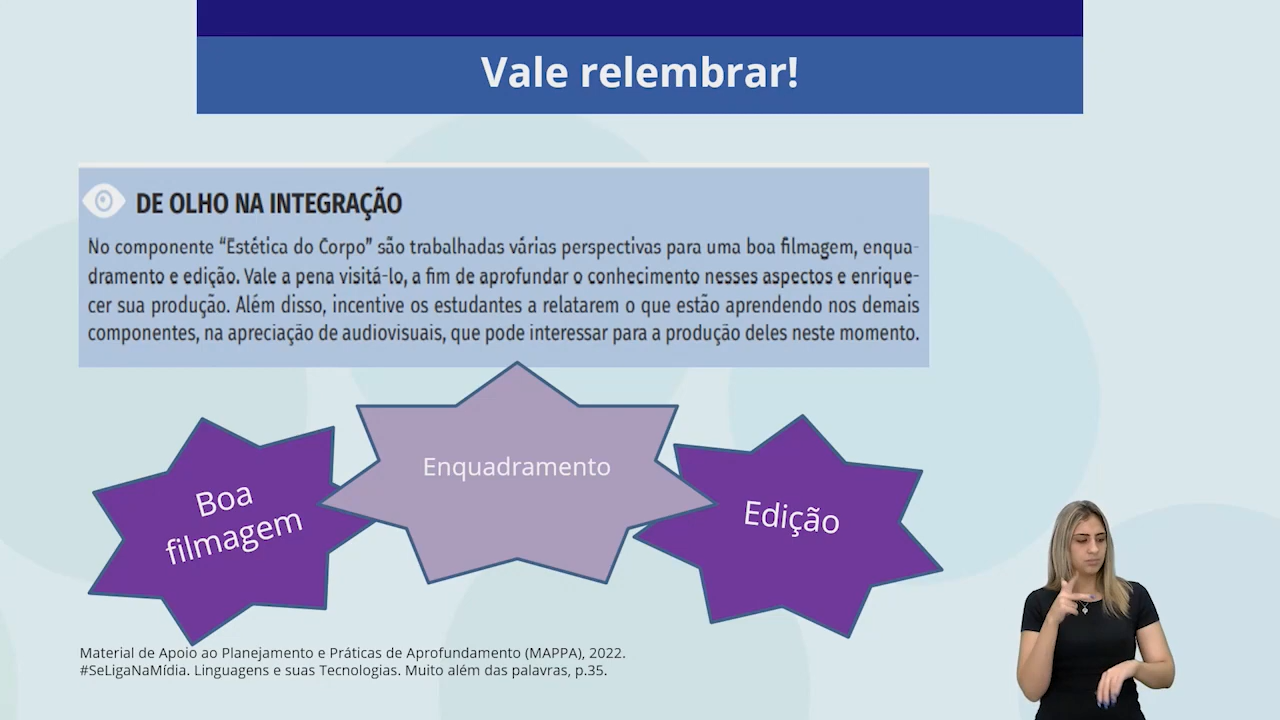 Vale relembrar!
DE OLHO NA INTEGRAÇÃO
No componente “Estética do Corpo” são trabalhadas várias perspectivas para uma boa filmagem, enqua-
dramento e edição. Vale a pena visitá-lo, a fim de aprofundar o conhecimento nesses aspectos e enrique-
cer sua produção. Além disso, incentive os estudantes a relatarem o que estão aprendendo nos demais
componentes, na apreciação de audiovisuais, que pode interessar para a produção deles neste momento.
Boa
filmagem
Enquadramento
Edição
Material de Apoio ao Planejamento e Práticas de Aprofundamento (MAPPA), 2022.
#SeLigaNaMídia. Linguagens e suas Tecnologias. Muito além das palavras, p.35.